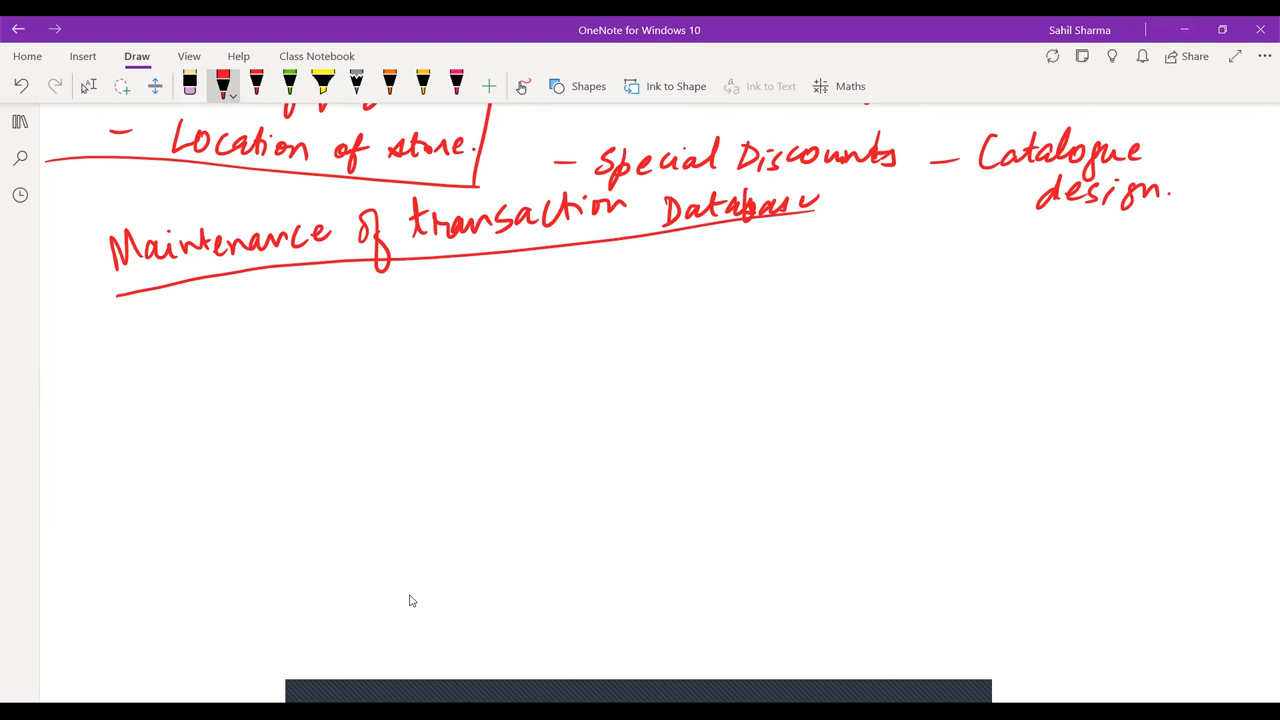 OneNote for Windows 10
Sahil Sharma
Home Insert Draw View Help Class Notebook
Share
Shapes Ink to Shape Ink to Text Maths
- Location of store.
- Special Discounts - Catalogue design.
Maintenance of transaction Database